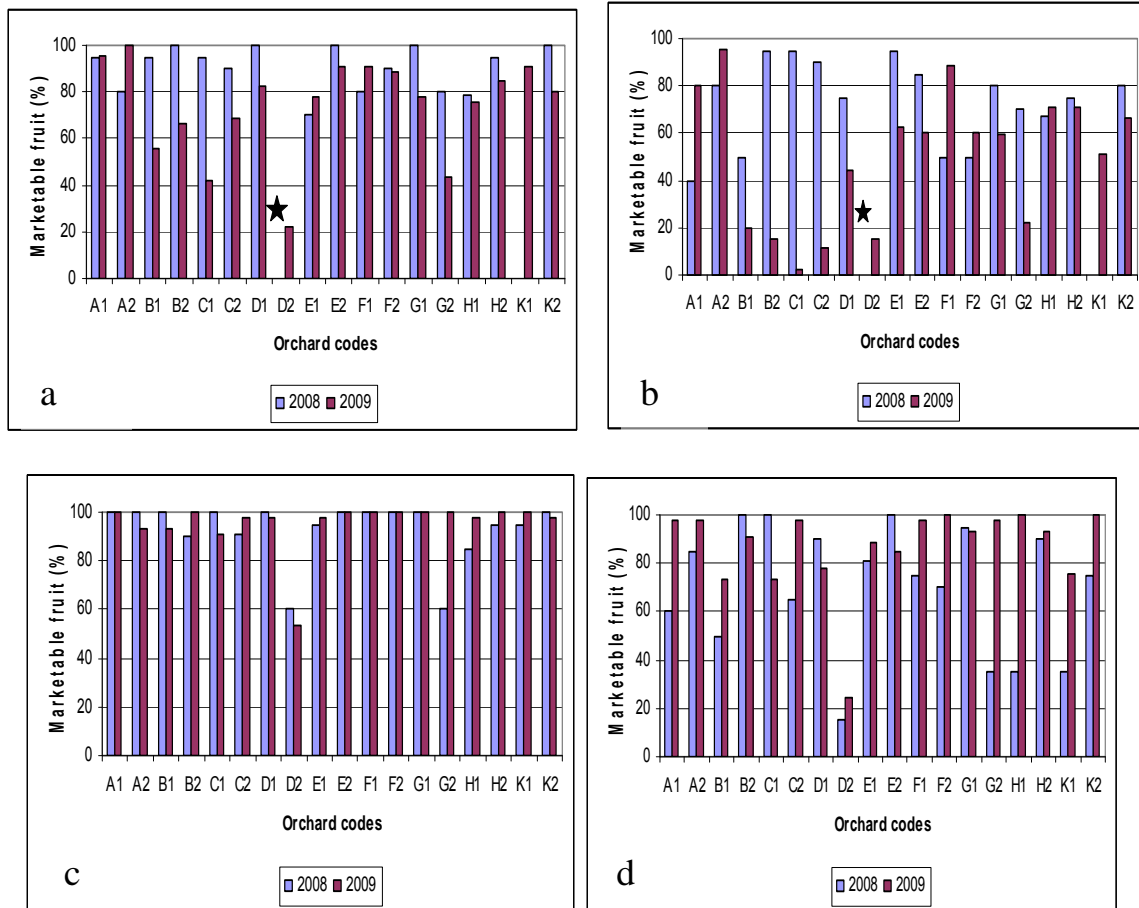 Marketable fruit (%)
100
80
60
40
20
0
A1 A2 B1 B2 C1 C2 D1 D2 E1 E2 F1 F2 G1 G2 H1 H2 K1 K2
Orchard codes
a
2008 2009
Marketable fruit (%)
100
80
60
40
20
0
A1 A2 B1 B2 C1 C2 D1 D2 E1 E2 F1 F2 G1 G2 H1 H2 K1 K2
Orchard codes
b
2008 2009
Marketable fruit (%)
100
80
60
40
20
0
A1 A2 B1 B2 C1 C2 D1 D2 E1 E2 F1 F2 G1 G2 H1 H2 K1 K2
Orchard codes
c
2008 2009
Marketable fruit (%)
100
80
60
40
20
0
A1 A2 B1 B2 C1 C2 D1 D2 E1 E2 F1 F2 G1 G2 H1 H2 K1 K2
Orchard codes
d
2008 2009